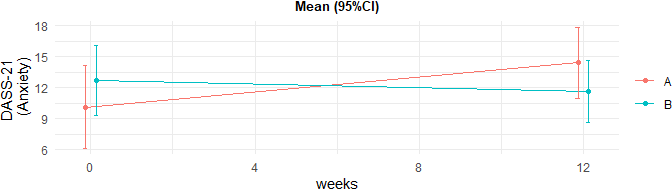 Mean (95%CI)
DASS-21
(Anxiety)
18
15
12
9
6
0
4
8
12
weeks
A
B